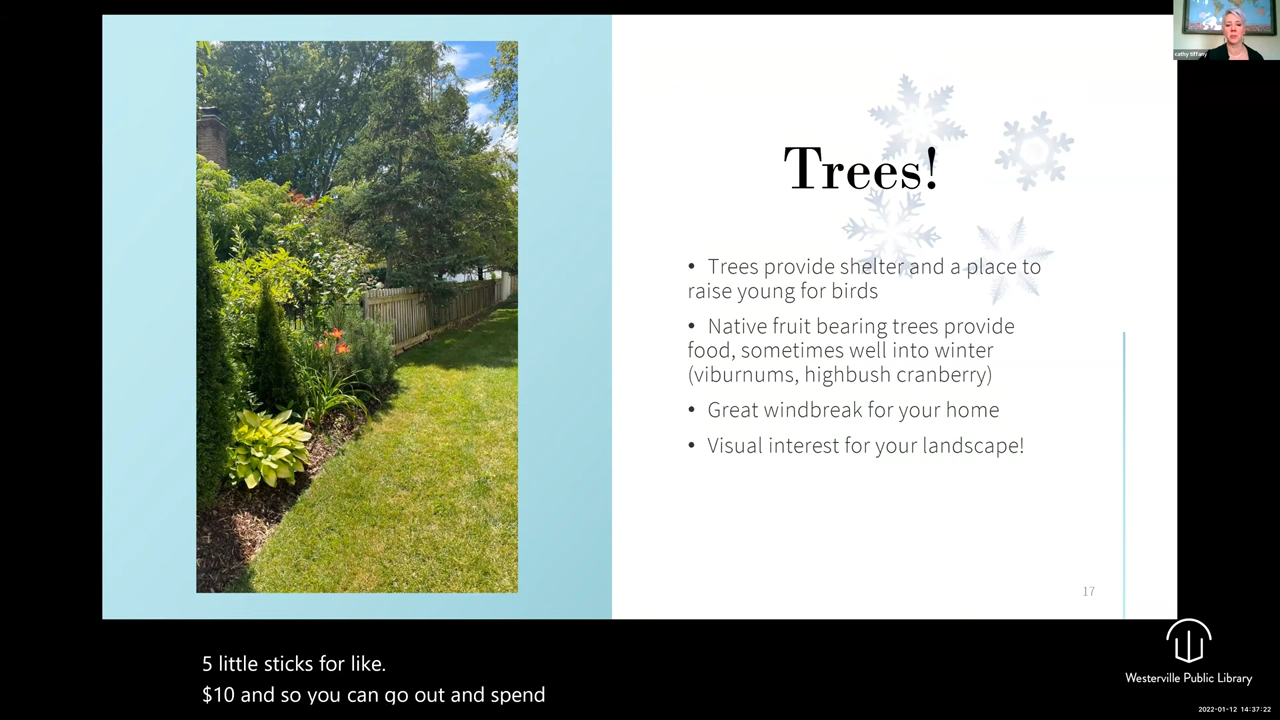 cathy tiffany
Trees!
• Trees provide shelter and a place to
raise young for birds
• Native fruit bearing trees provide
food, sometimes well into winter
(viburnums, highbush cranberry)
• Great windbreak for your home
• Visual interest for your landscape!
17
5 little sticks for like.
$10 and so you can go out and spend
Westerville Public Library
2022-01-12 14:37:22